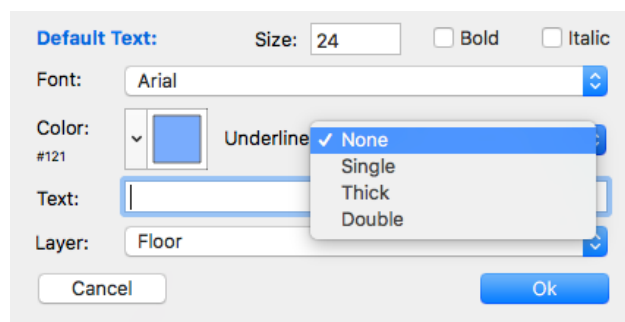 Default Text: Size: 24 Bold Italic
Font: Arial
Color: Underline ✓ None
#121
Single
Text: Thick
Double
Layer: Floor
Cancel Ok